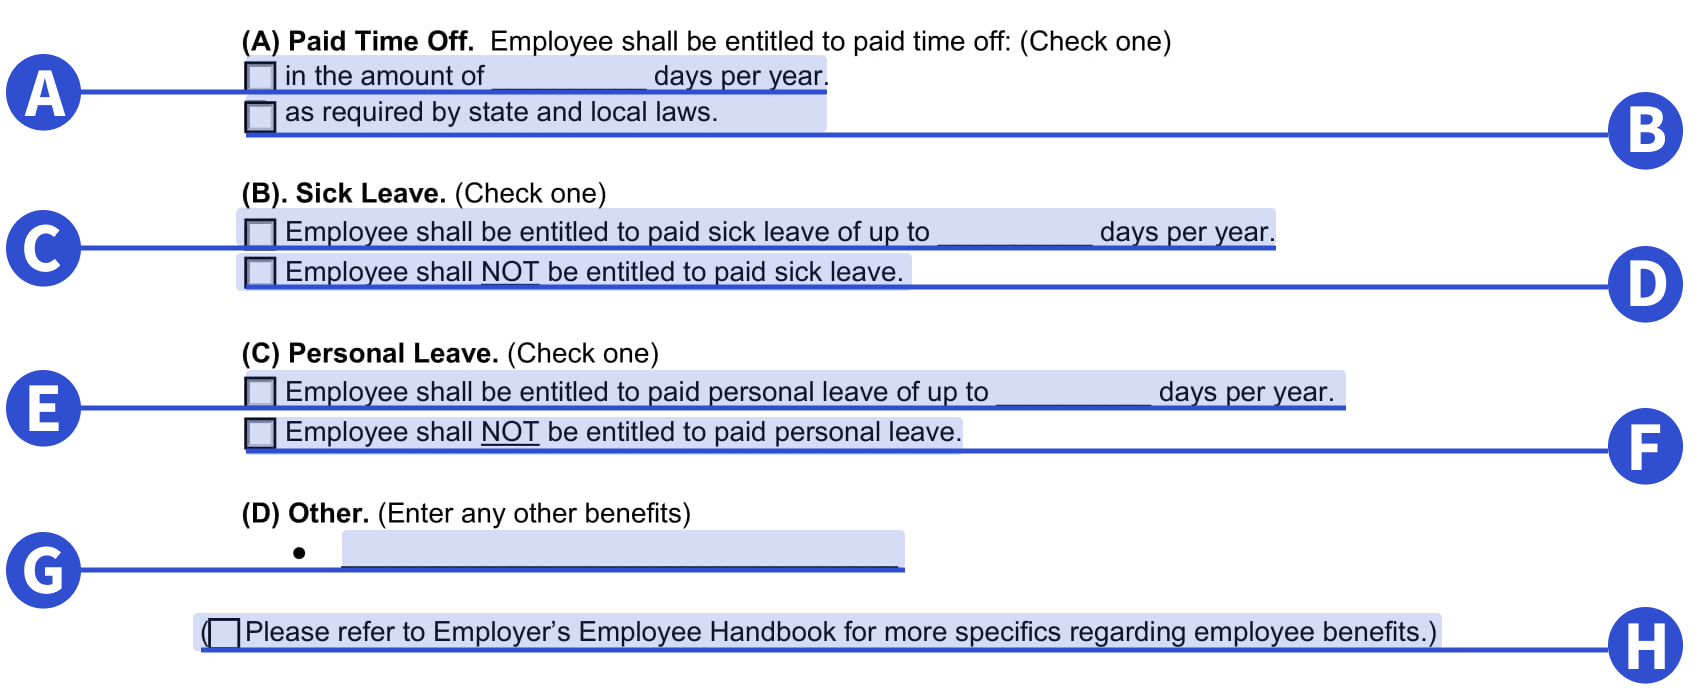 (A) Paid Time Off. Employee shall be entitled to paid time off: (Check one)
A in the amount of __________ days per year.
as required by state and local laws. B
(B). Sick Leave. (Check one)
C Employee shall be entitled to paid sick leave of up to __________ days per year.
Employee shall NOT be entitled to paid sick leave. D
(C) Personal Leave. (Check one)
E Employee shall be entitled to paid personal leave of up to __________ days per year.
Employee shall NOT be entitled to paid personal leave. F
(D) Other. (Enter any other benefits)
G • ____________________________________
(☐ Please refer to Employer’s Employee Handbook for more specifics regarding employee benefits.) H